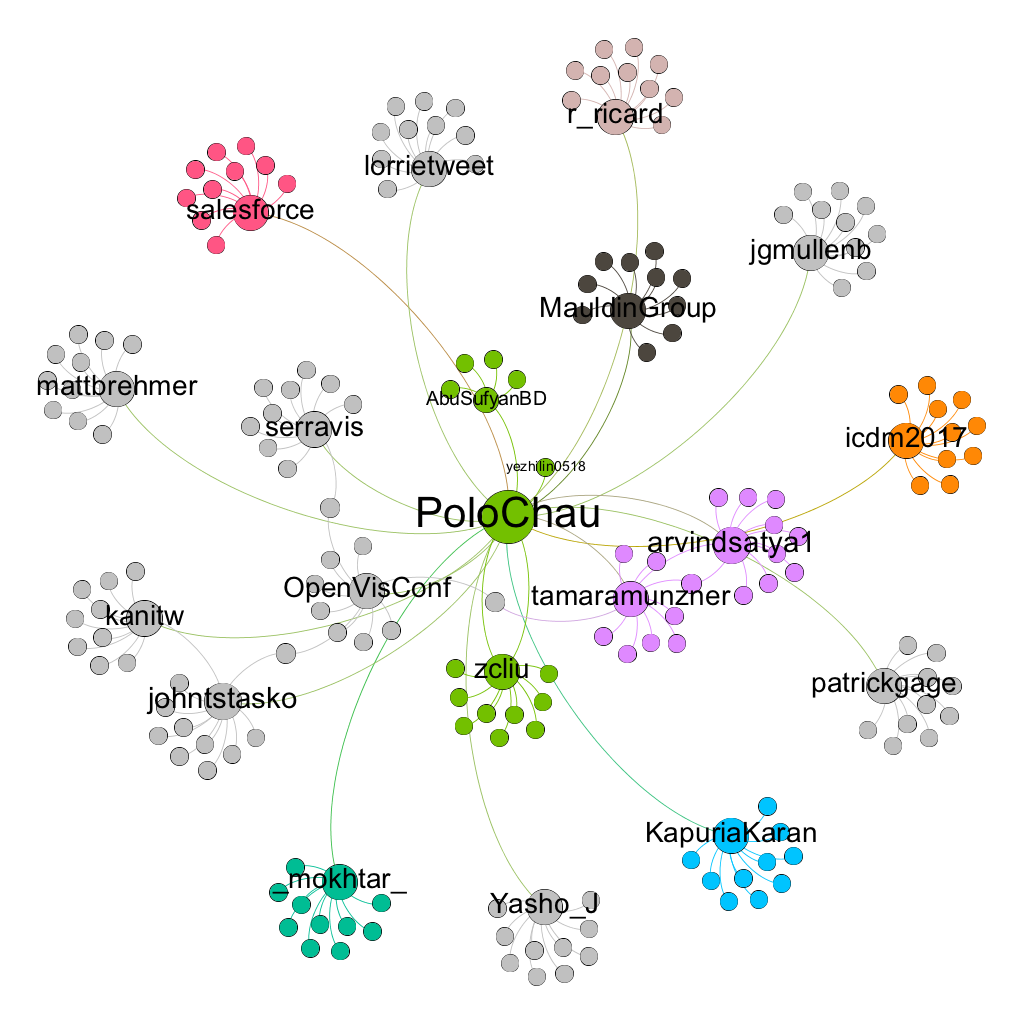 r_ricard
lorrietweet
salesforce
jgmullenb
MauldinGroup
mattbrehmer
AbuSufyanBD
serravis
icdm2017
yezhilin0518
PoloChau
arvindsatya1
OpenVisConf
tamaramunzner
kanitw
zcliu
patrickgage
johntstasko
KapuriaKaran
_mokhtar_
Yasho_J